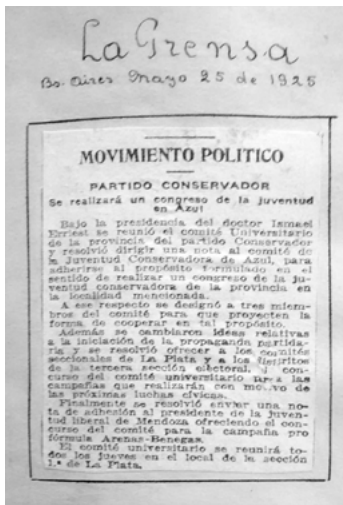 La Prensa
Bs. Aires Mayo 25 de 1925
MOVIMIENTO POLITICO
PARTIDO CONSERVADOR
Se realizará un congreso de la juventud
en Azul
Bajo la presidencia del doctor Ismael
Erriest se reunió el comité Universitario
de la provincia del partido Conservador
y resolvió dirigir una nota al comité de
la Juventud Conservadora de Azul, para
adherirse al propósito formulado en el
sentido de realizar un congreso de la ju-
ventud conservadora de la provincia en
la localidad mencionada.
A ese respecto se designó a tres miem-
bros del comité para que proyecten la
forma de cooperar en tal propósito.
Además se cambiaron ideas relativas
a la iniciación de la propaganda partida-
ria y se resolvió ofrecer a los comités
seccionales de La Plata y a los distritos
de la tercera sección electoral, el con-
curso del comité universitario para las
campañas que realizarán con motivo de
las próximas luchas cívicas.
Finalmente se resolvió enviar una no-
ta de adhesión al presidente de la juven-
tud liberal de Mendoza ofreciendo el con-
curso del comité para la campaña pro
fórmula Arenas-Benegas.
El comité universitario se reunirá to-
dos los jueves en el local de la sección
1.ª de La Plata.